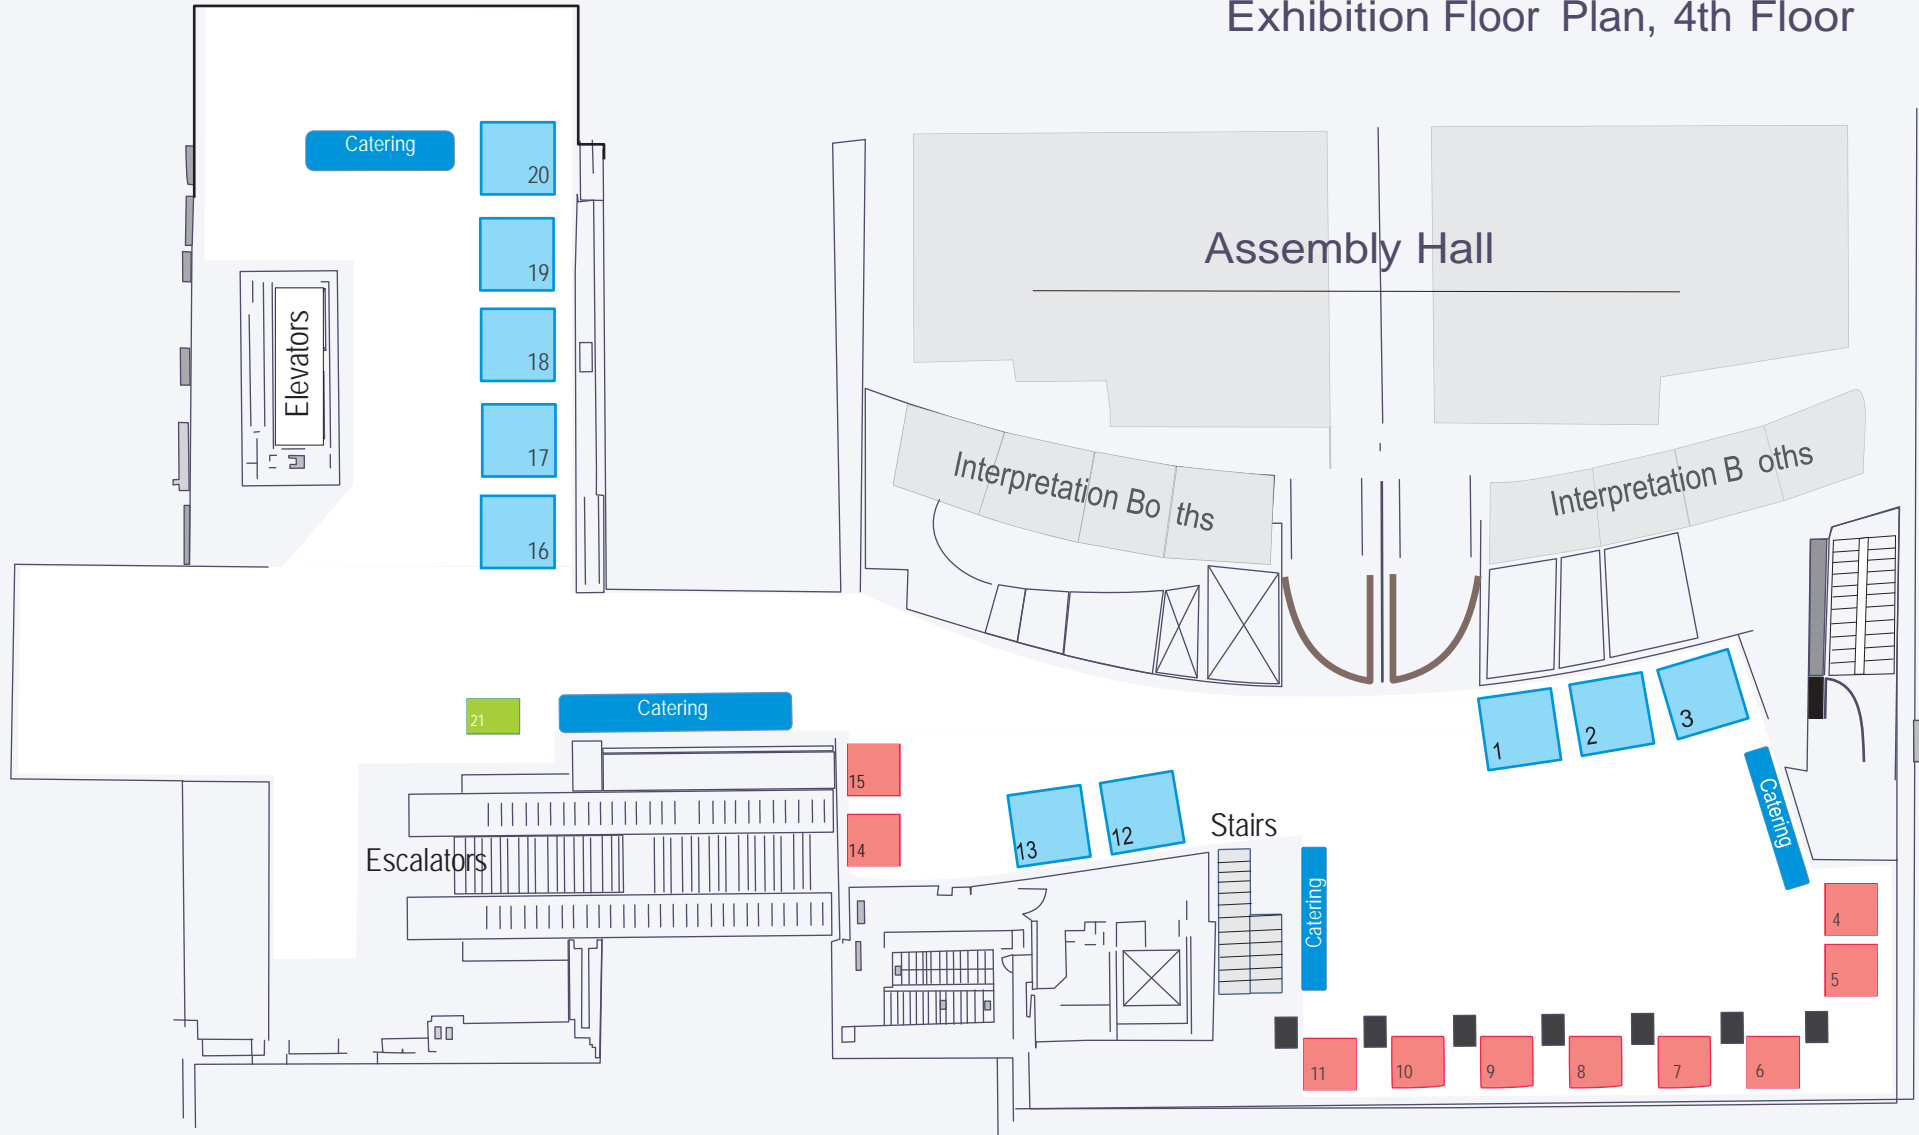 Exhibition Floor Plan, 4th Floor
Catering
20
19
18
17
16
Elevators
Assembly Hall
Interpretation Bo ths
Interpretation B oths
21
Catering
15
14
13
12
Stairs
1
2
3
Catering
Escalators
Catering
4
5
11
10
9
8
7
6